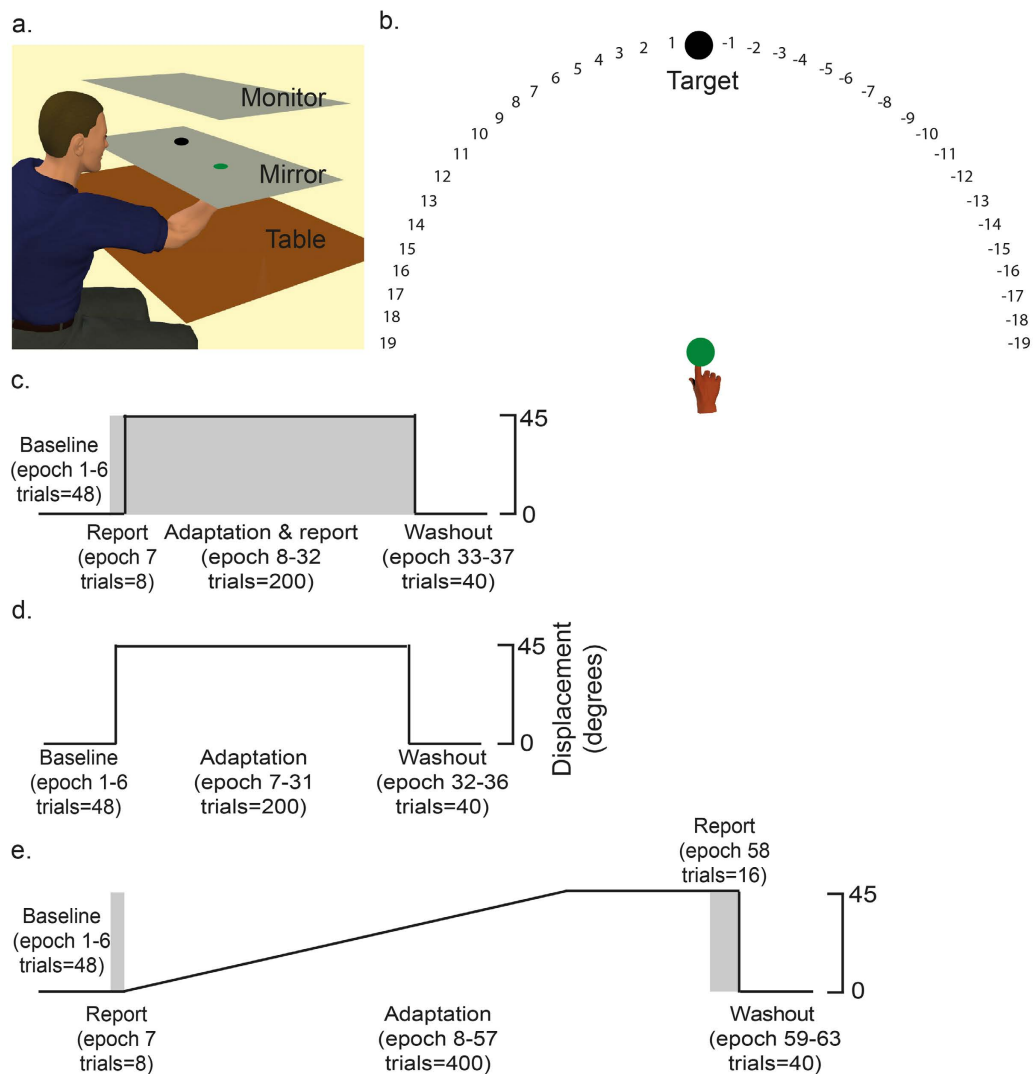 a.
Monitor
Mirror
Table
b.
19
18
17
16
15
14
13
12
11
10
9
8
7
6
5
4
3
2
1
-1
-2
-3
-4
-5
-6
-7
-8
-9
-10
-11
-12
-13
-14
-15
-16
-17
-18
-19
Target
c.
45
0
Baseline
(epoch 1-6
trials=48)
Report
(epoch 7
trials=8)
Adaptation & report
(epoch 8-32
trials=200)
Washout
(epoch 33-37
trials=40)
d.
45
0
Displacement
(degrees)
Baseline
(epoch 1-6
trials=48)
Adaptation
(epoch 7-31
trials=200)
Washout
(epoch 32-36
trials=40)
e.
Report
(epoch 58
trials=16)
45
0
Baseline
(epoch 1-6
trials=48)
Report
(epoch 7
trials=8)
Adaptation
(epoch 8-57
trials=400)
Washout
(epoch 59-63
trials=40)